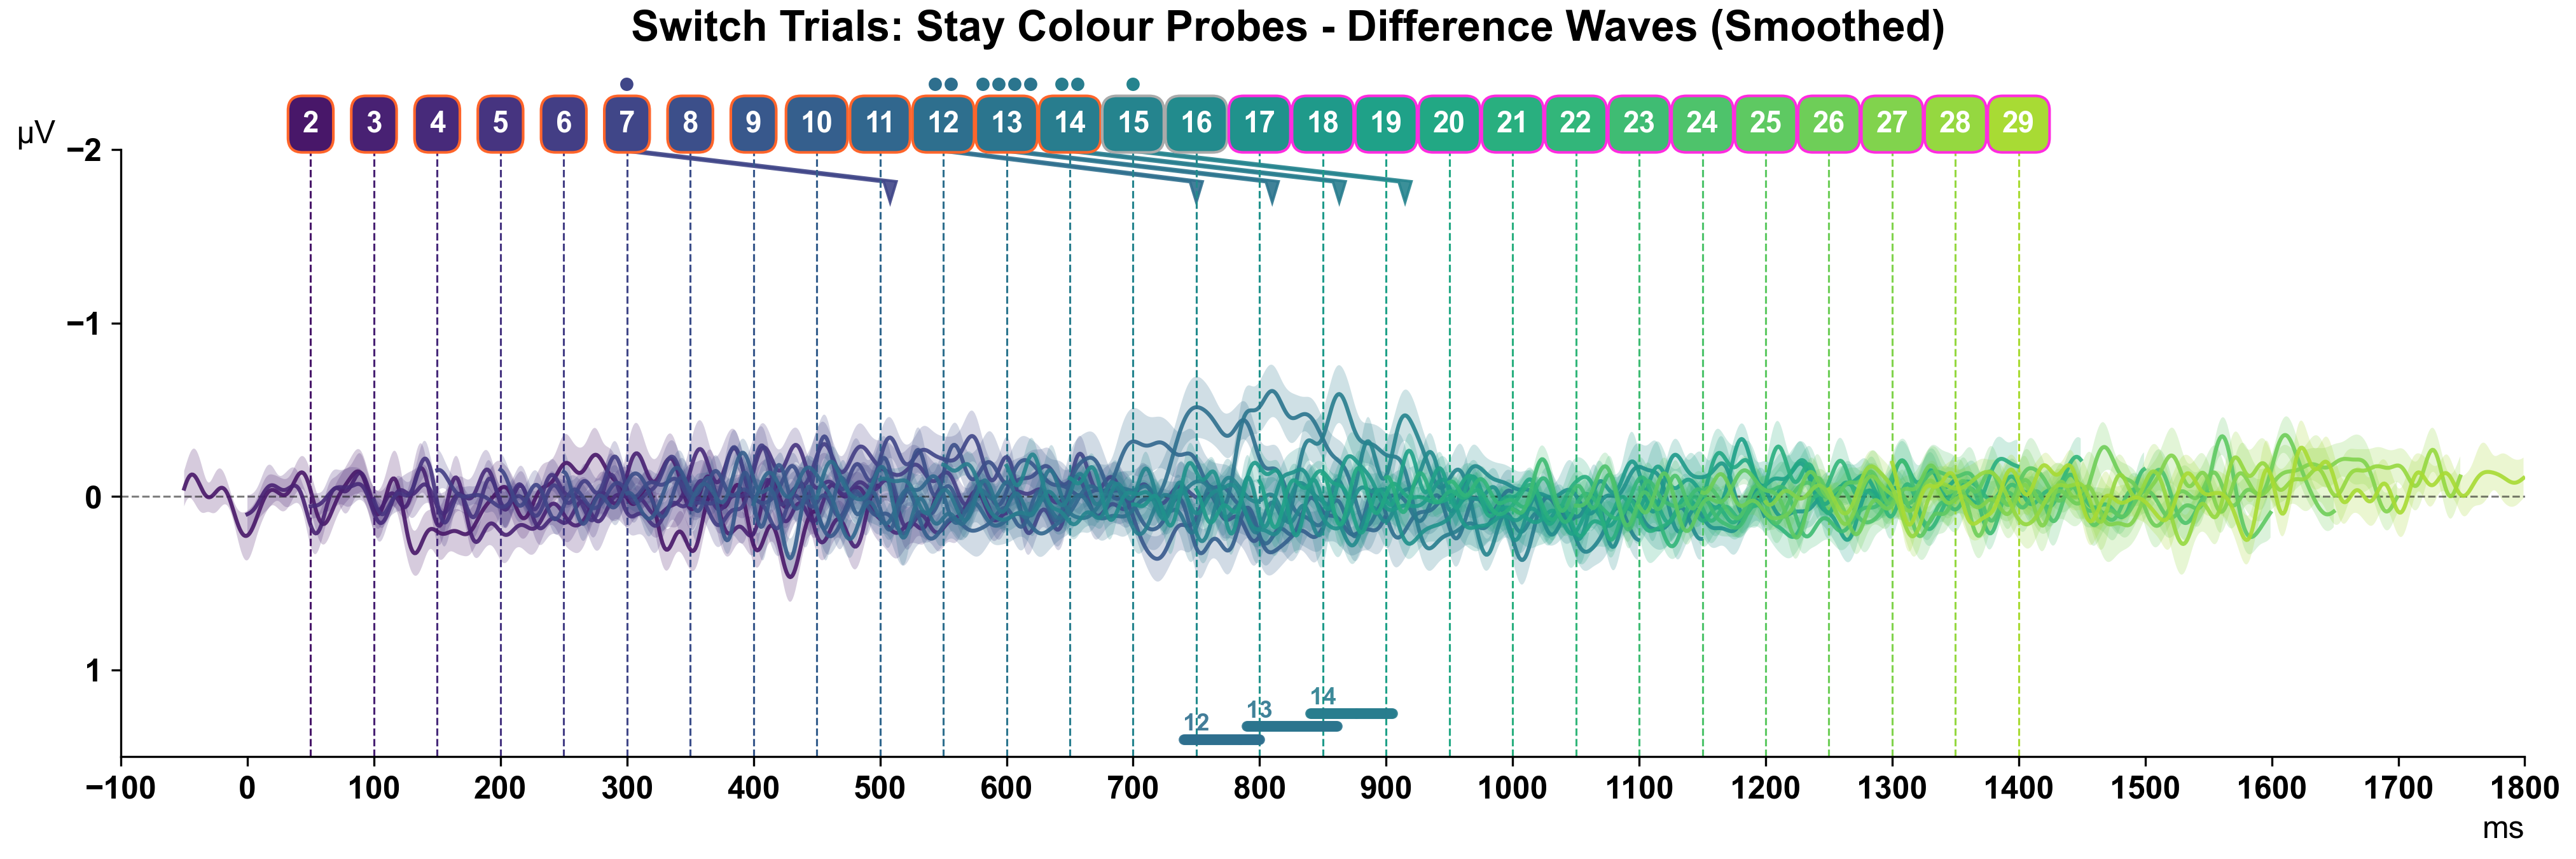 Switch Trials: Stay Colour Probes - Difference Waves (Smoothed)
2 3 4 5 6 7 8 9 10 11 12 13 14 15 16 17 18 19 20 21 22 23 24 25 26 27 28 29
µV
−2
−1
0
1
14
13
12
−100 0 100 200 300 400 500 600 700 800 900 1000 1100 1200 1300 1400 1500 1600 1700 1800
ms